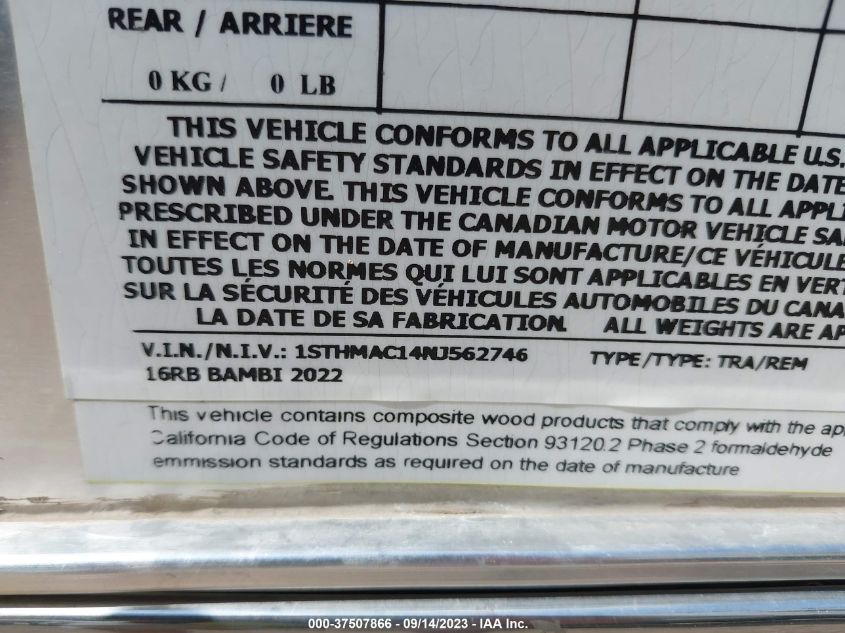 REAR / ARRIERE
0 KG / 0 LB
THIS VEHICLE CONFORMS TO ALL APPLICABLE U.S.
VEHICLE SAFETY STANDARDS IN EFFECT ON THE DATE
SHOWN ABOVE. THIS VEHICLE CONFORMS TO ALL APPLI
PRESCRIBED UNDER THE CANADIAN MOTOR VEHICLE SA
IN EFFECT ON THE DATE OF MANUFACTURE/CE VÉHICULE
TOUTES LES NORMES QUI LUI SONT APPLICABLES EN VERT
SUR LA SÉCURITÉ DES VÉHICULES AUTOMOBILES DU CANA
LA DATE DE SA FABRICATION. ALL WEIGHTS ARE AP
V.I.N./N.I.V.: 1STHMAC14NJ562746 TYPE/TYPE: TRA/REM
16RB BAMBI 2022
This vehicle contains composite wood products that comply with the app
California Code of Regulations Section 93120.2 Phase 2 formaldehyde
emmission standards as required on the date of manufacture
000-37507866 - 09/14/2023 - IAA Inc.